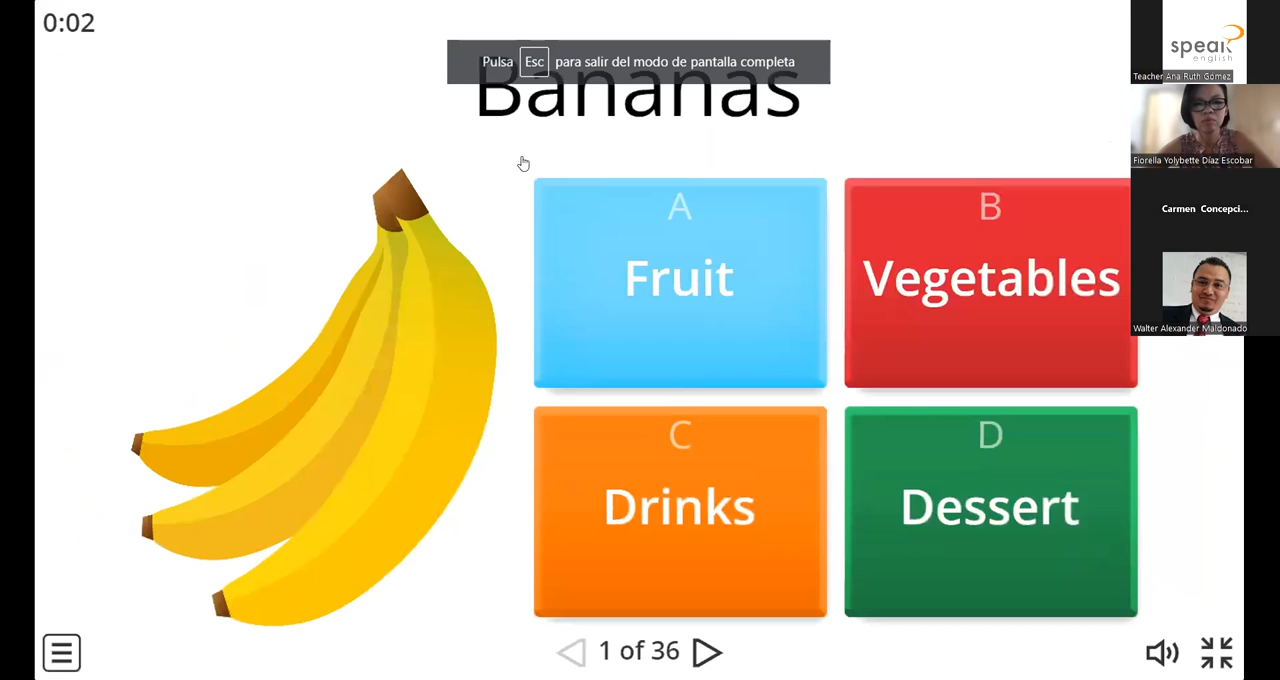 0:02
Pulsa Esc para salir del modo de pantalla completa
Bananas
A
Fruit
B
Vegetables
C
Drinks
D
Dessert
1 of 36
speak
english
Teacher Ana Ruth Gómez
Fiorella Yolybette Díaz Escobar
Carmen Concepci...
Walter Alexander Maldonado